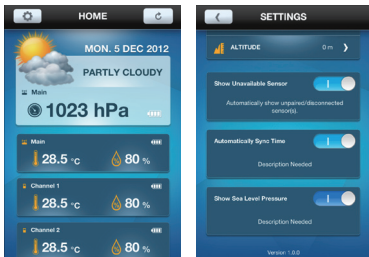 HOME
MON. 5 DEC 2012
PARTLY CLOUDY
Main
1023 hPa
Main
28.5 °C 80 %
Channel 1
28.5 °C 80 %
Channel 2
28.5 °C 80 %
SETTINGS
ALTITUDE 0 m
Show Unavailable Sensor
Automatically show unpaired/disconnected
sensor(s).
Automatically Sync Time
Description Needed
Show Sea Level Pressure
Description Needed
Version 1.0.0